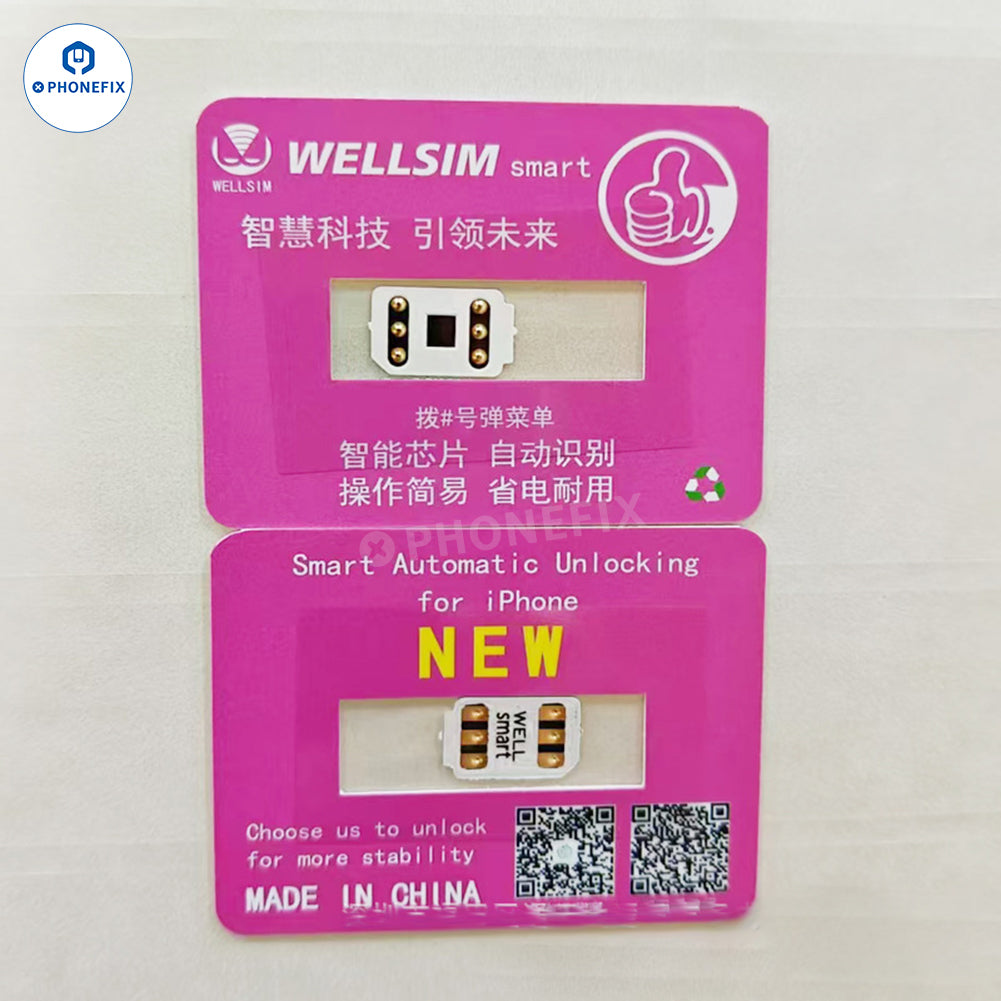 PHONEFIX
WELLSIM smart
WELLSIM
智慧科技 引领未来
拨#号弹菜单
智能芯片 自动识别
操作简易 省电耐用
PHONEFIX
Smart Automatic Unlocking
for iPhone
NEW
WELL
smart
Choose us to unlock
for more stability
MADE IN CHINA